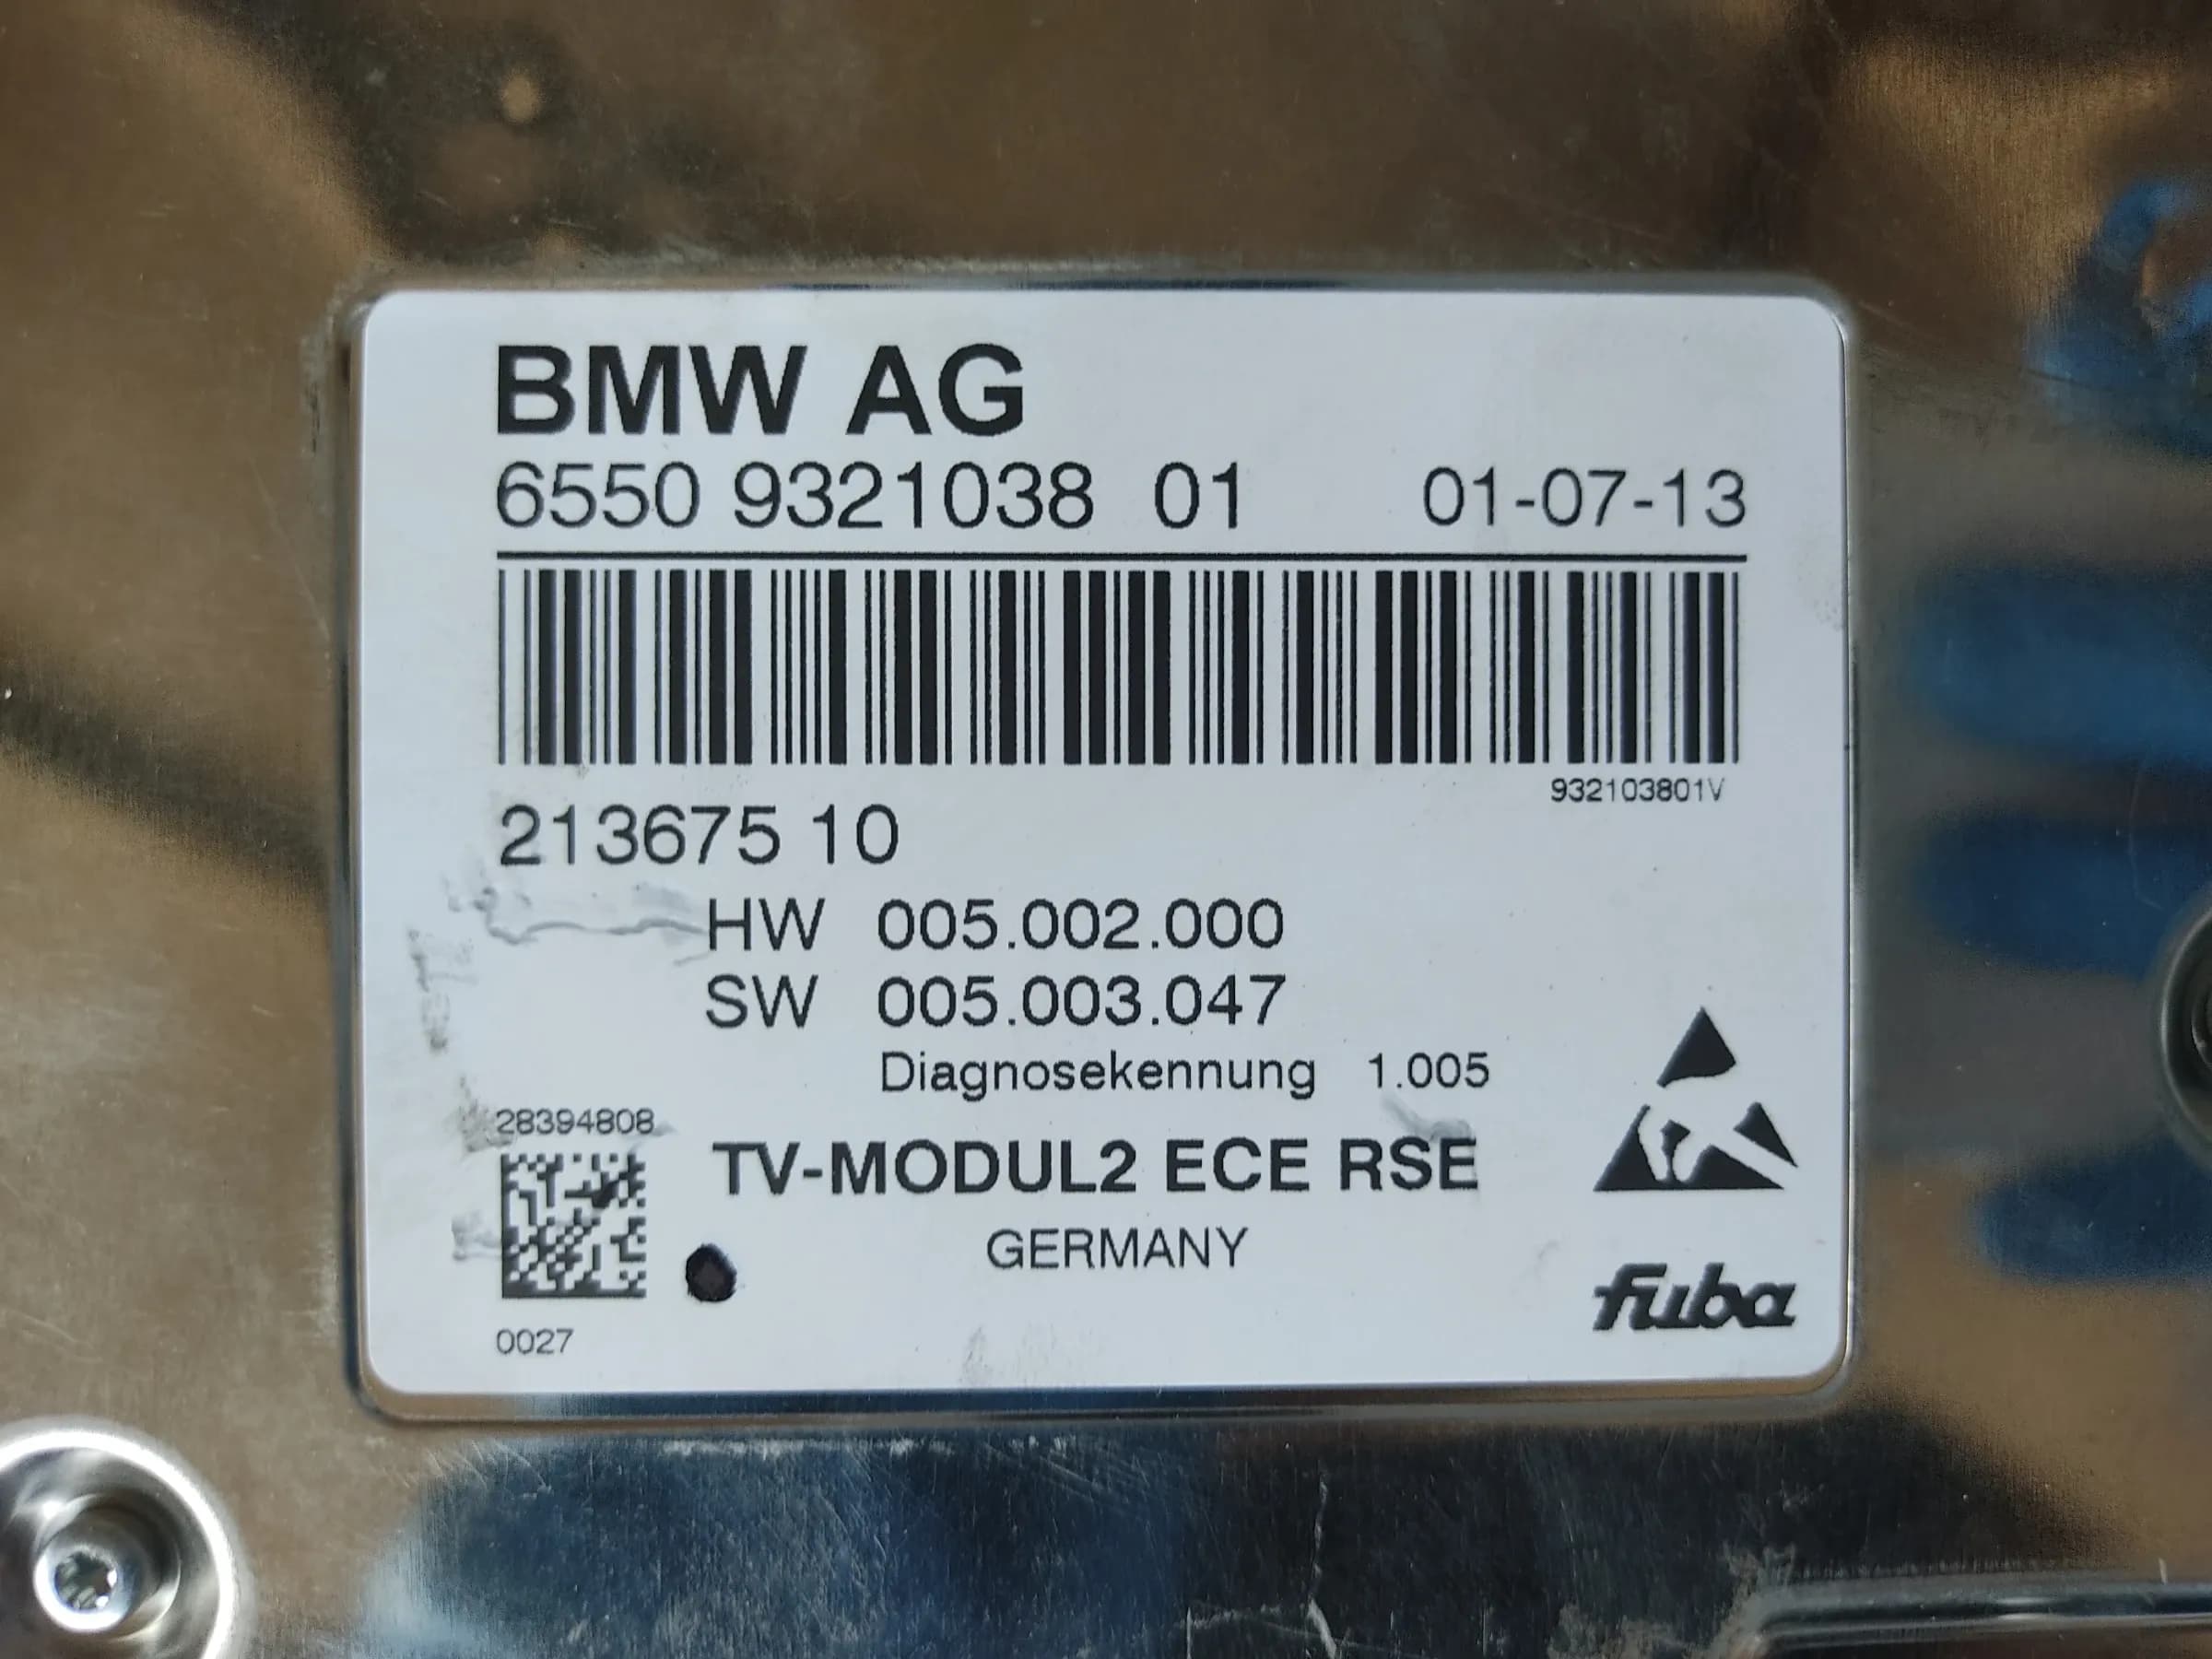 BMW AG
6550 9321038 01 01-07-13
932103801V
213675 10
HW 005.002.000
SW 005.003.047
Diagnosekennung 1.005
28394808
TV-MODUL2 ECE RSE
GERMANY
fuba
0027